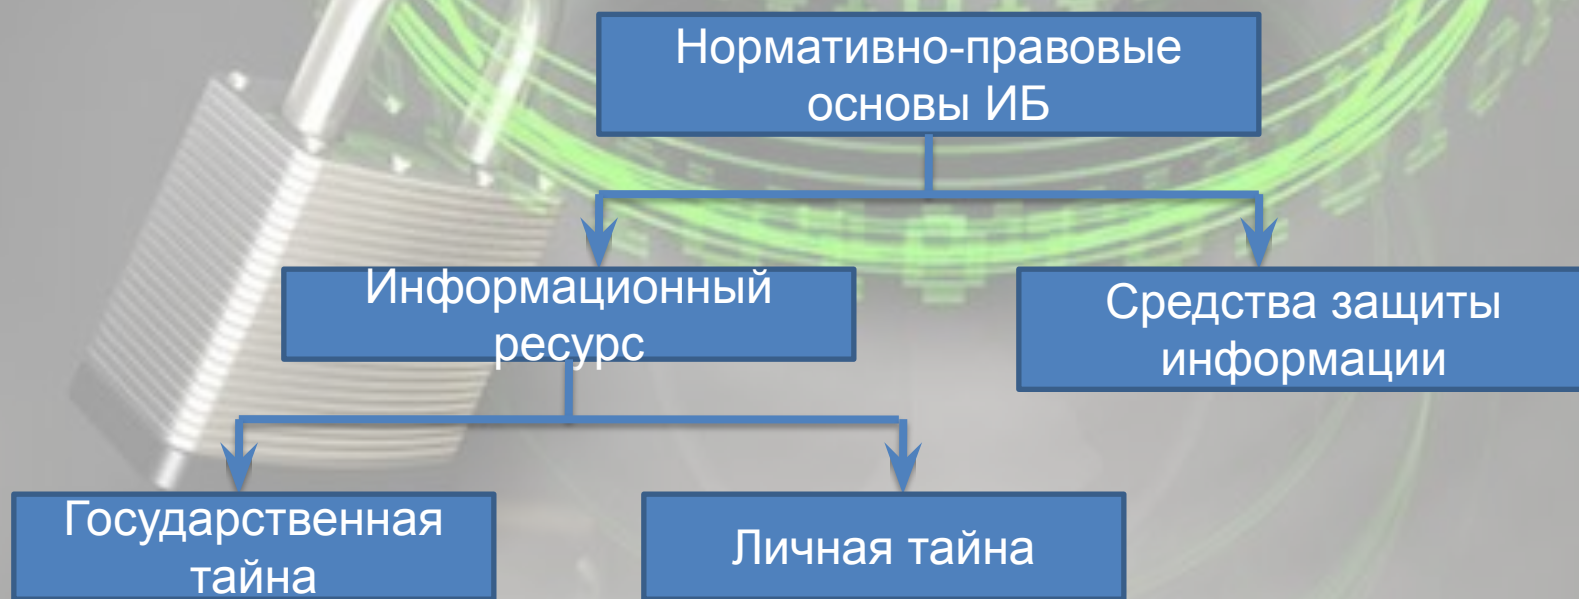 Нормативно-правовые
основы ИБ
Информационный
ресурс
Средства защиты
информации
Государственная
тайна
Личная тайна